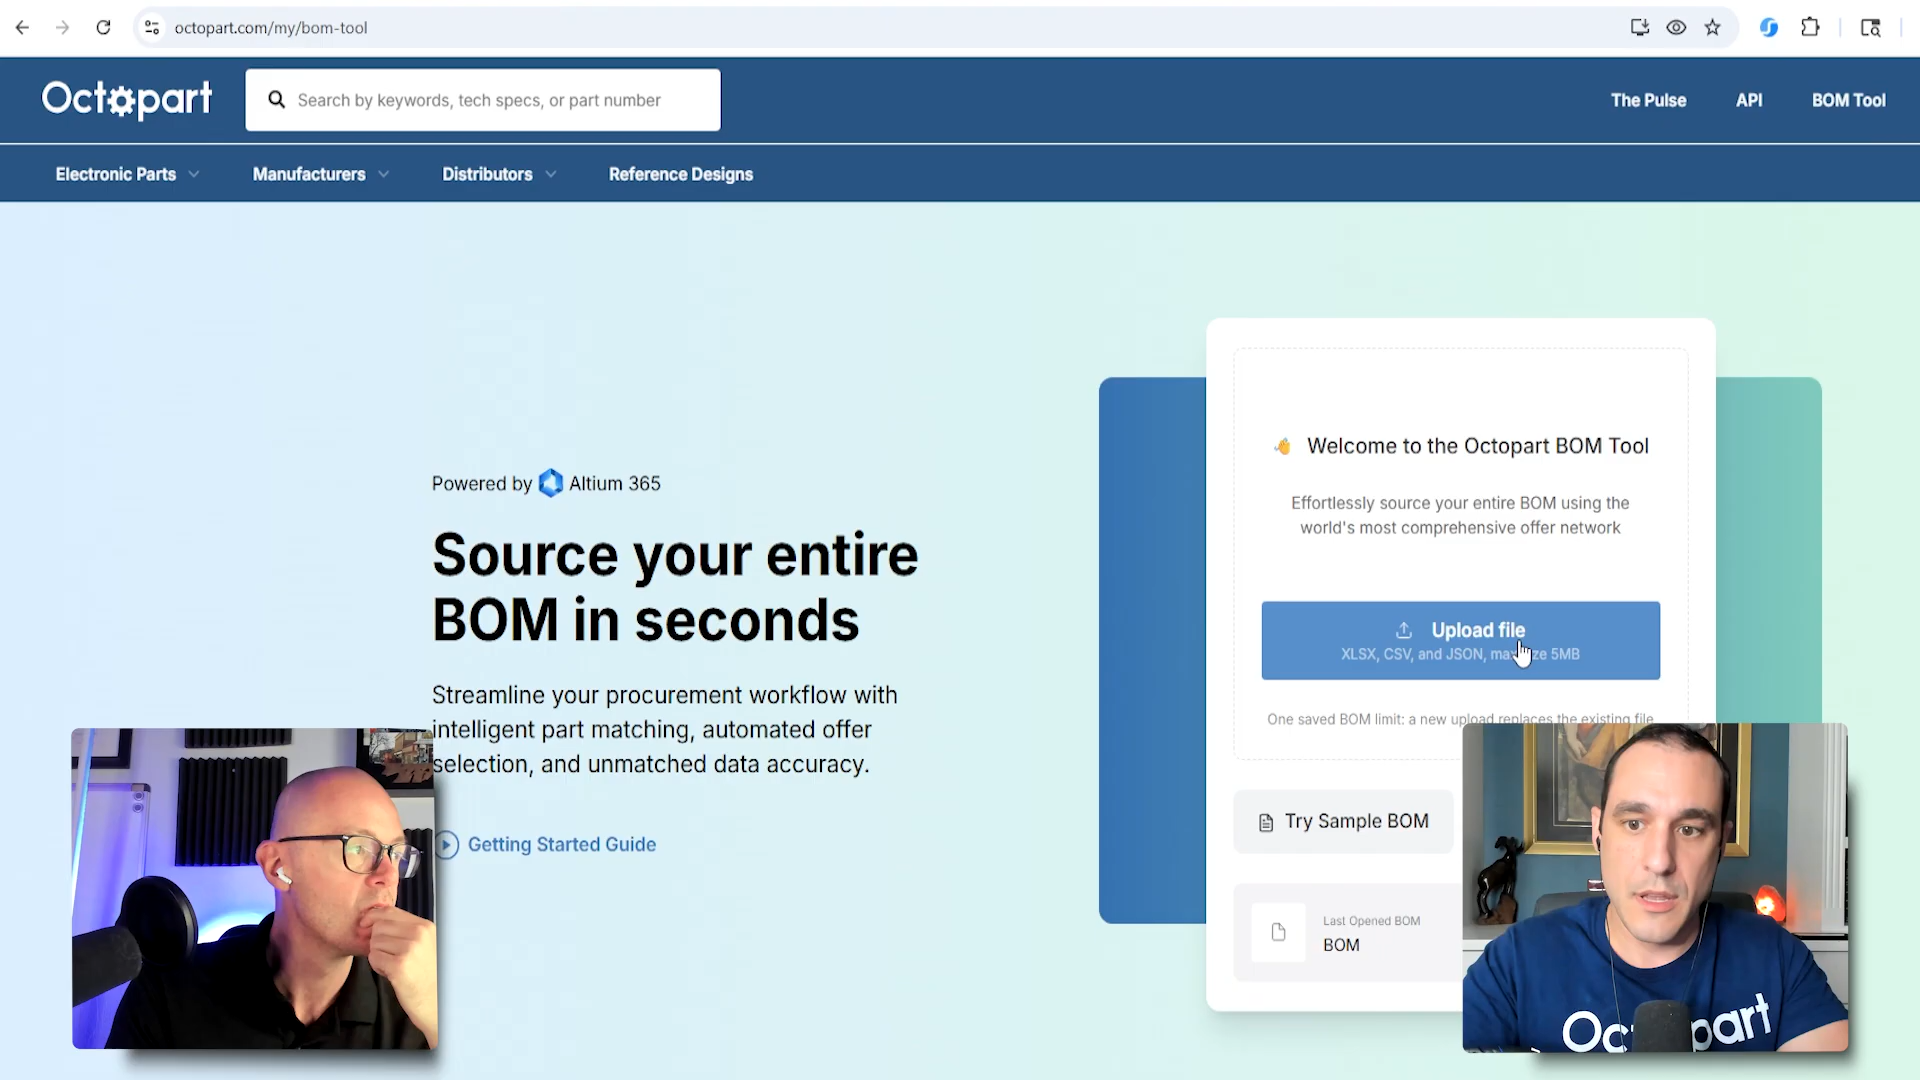 octopart.com/my/bom-tool
Octopart
Search by keywords, tech specs, or part number
The Pulse
API
BOM Tool
Electronic Parts
Manufacturers
Distributors
Reference Designs
Powered by Altium 365
Source your entire
BOM in seconds
Streamline your procurement workflow with
intelligent part matching, automated offer
selection, and unmatched data accuracy.
Getting Started Guide
Welcome to the Octopart BOM Tool
Effortlessly source your entire BOM using the
world's most comprehensive offer network
Upload file
XLSX, CSV, and JSON, 5MB
One saved BOM limit: a new upload replaces the existing file
Try Sample BOM
Last Opened BOM
BOM